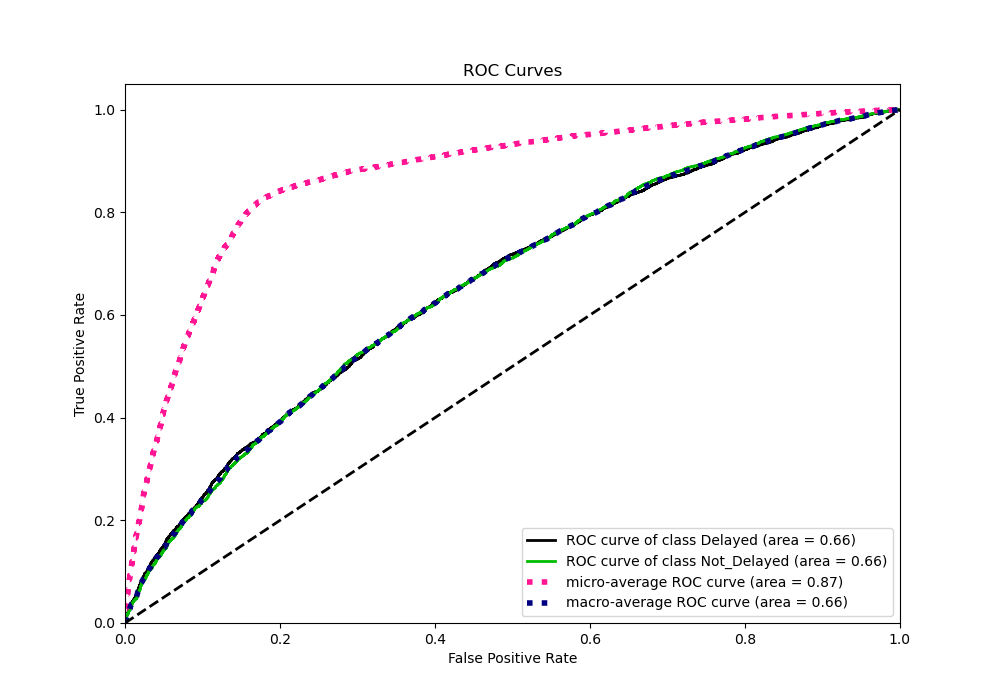 ROC Curves
True Positive Rate
1.0
0.8
0.6
0.4
0.2
0.0
0.0 0.2 0.4 0.6 0.8 1.0
False Positive Rate
ROC curve of class Delayed (area = 0.66)
ROC curve of class Not_Delayed (area = 0.66)
micro-average ROC curve (area = 0.87)
macro-average ROC curve (area = 0.66)